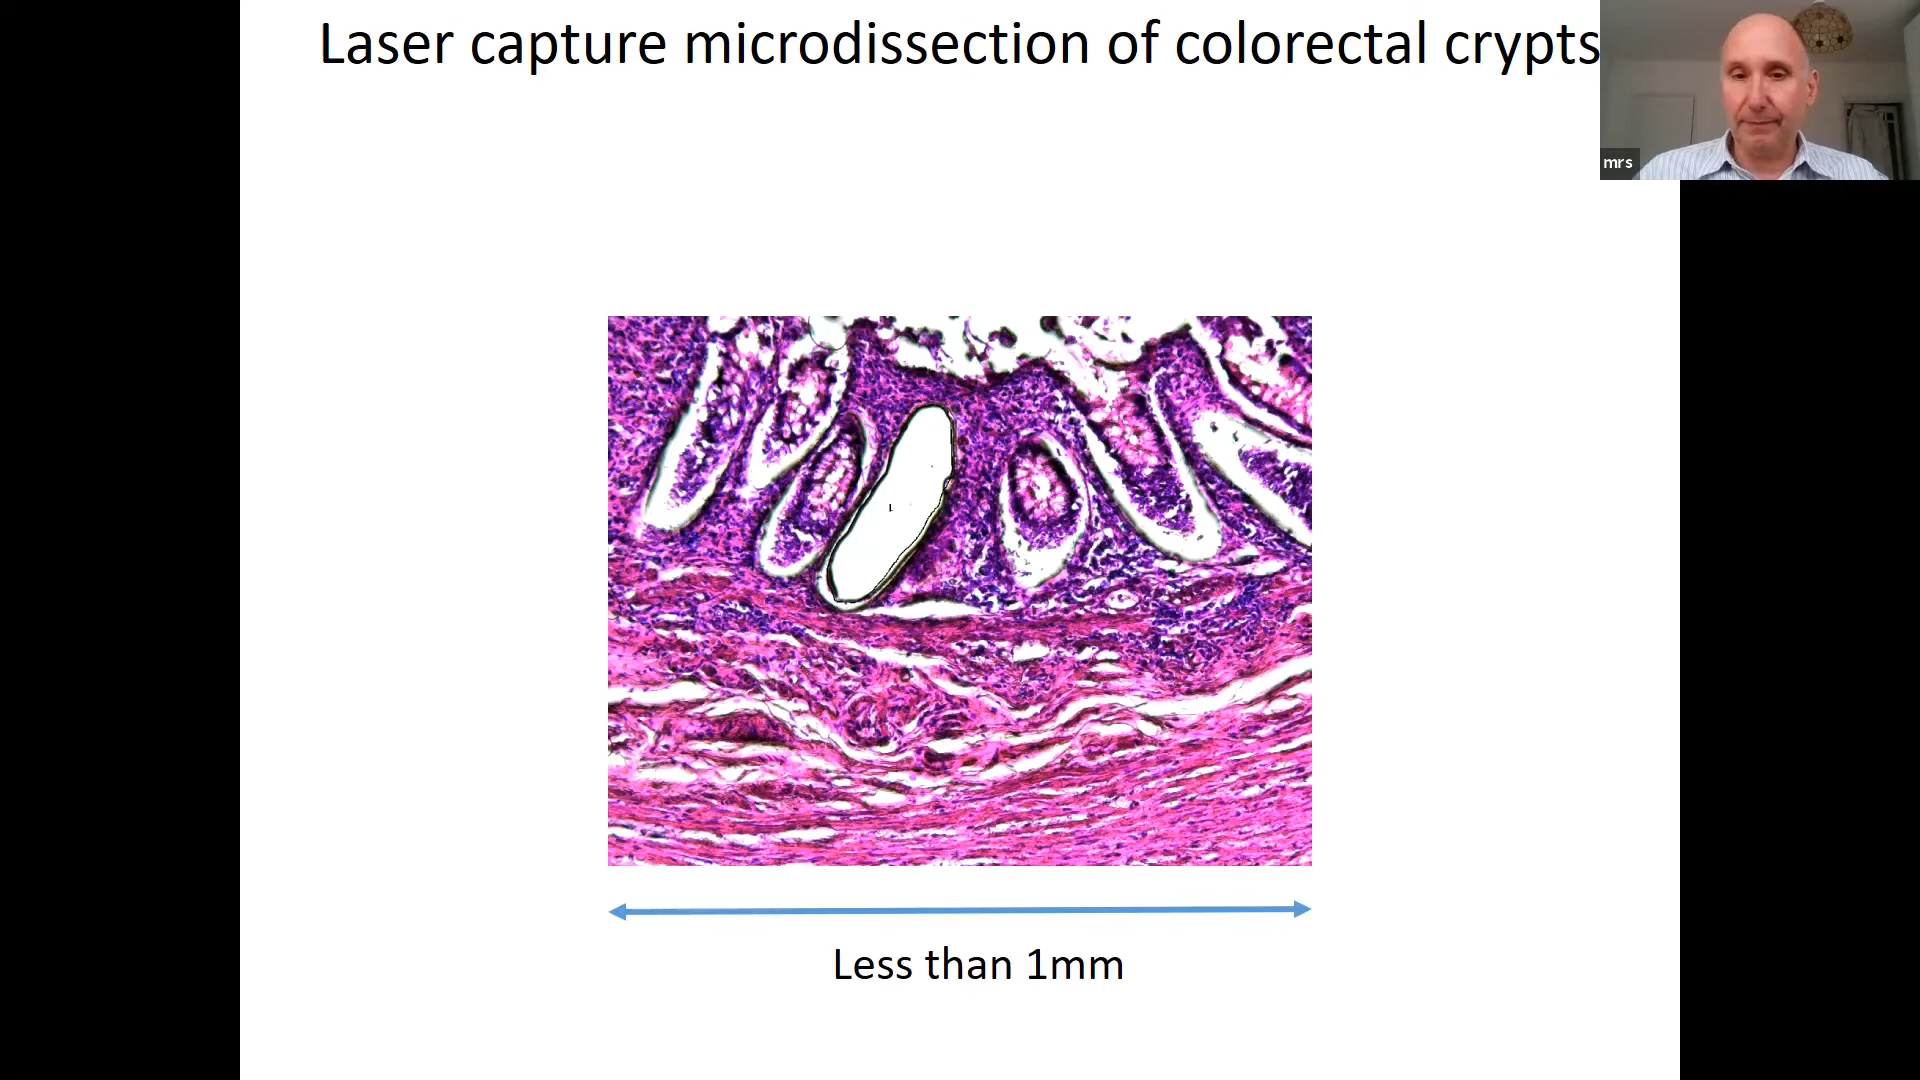 Laser capture microdissection of colorectal crypts
mrs
Less than 1mm